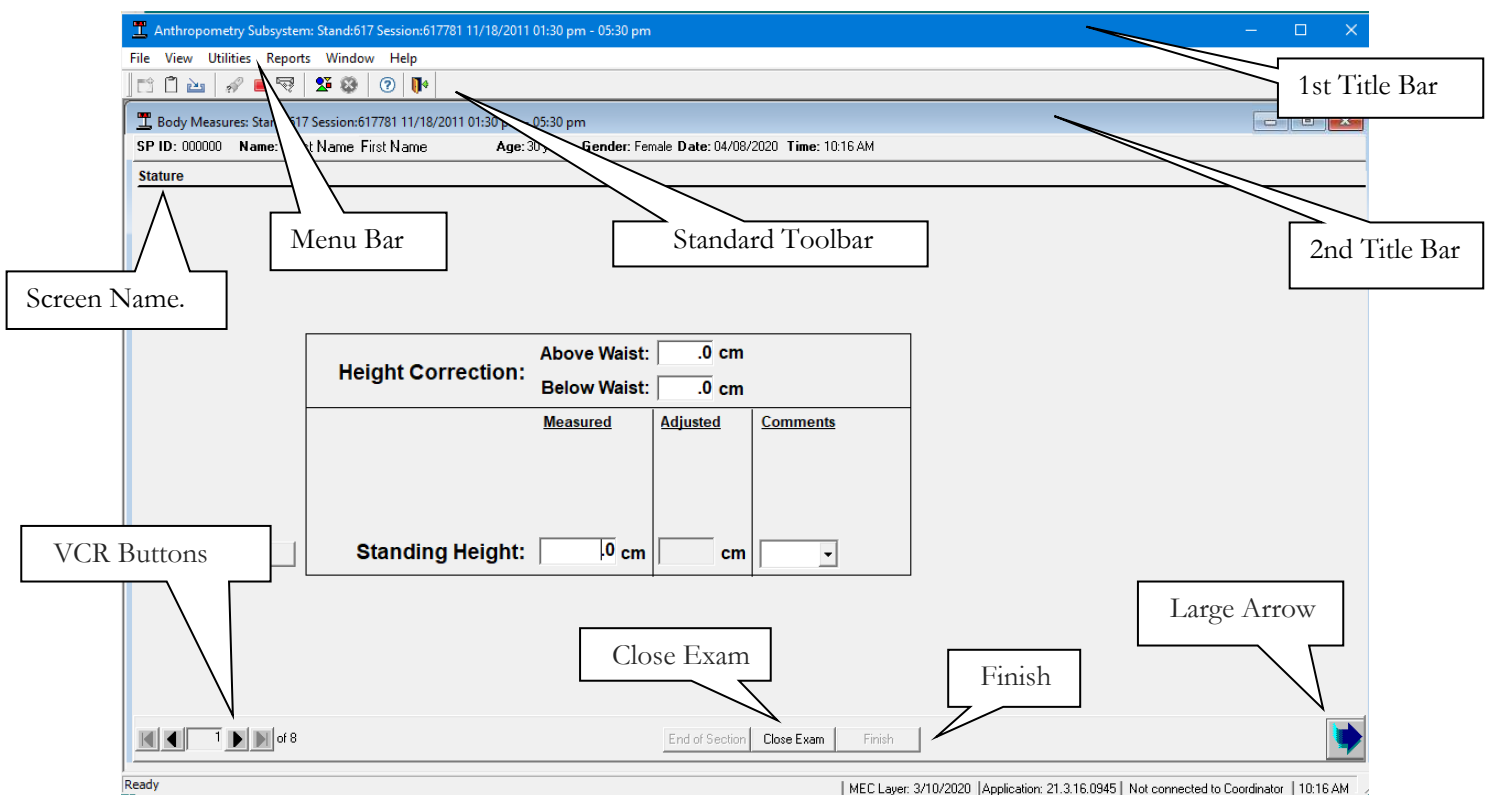 Anthropometry Subsystem: Stand:617 Session:617781 11/18/2011 01:30 pm - 05:30 pm
File View Utilities Reports Window Help
1st Title Bar
Body Measures: 617 Session:617781 11/18/2011 01:30 05:30 pm
SP ID: 000000 Name: Name First Name Age: 30 Gender: Female Date: 04/08/2020 Time: 10:16 AM
Stature
Menu Bar
Standard Toolbar
2nd Title Bar
Screen Name.
Height Correction:
Above Waist: .0 cm
Below Waist: .0 cm
Measured Adjusted Comments
Standing Height: .0 cm cm
VCR Buttons
Large Arrow
Close Exam
Finish
1 of 8
End of Section Close Exam Finish
Ready
MEC Layer: 3/10/2020 |Application: 21.3.16.0945| Not connected to Coordinator | 10:16 AM